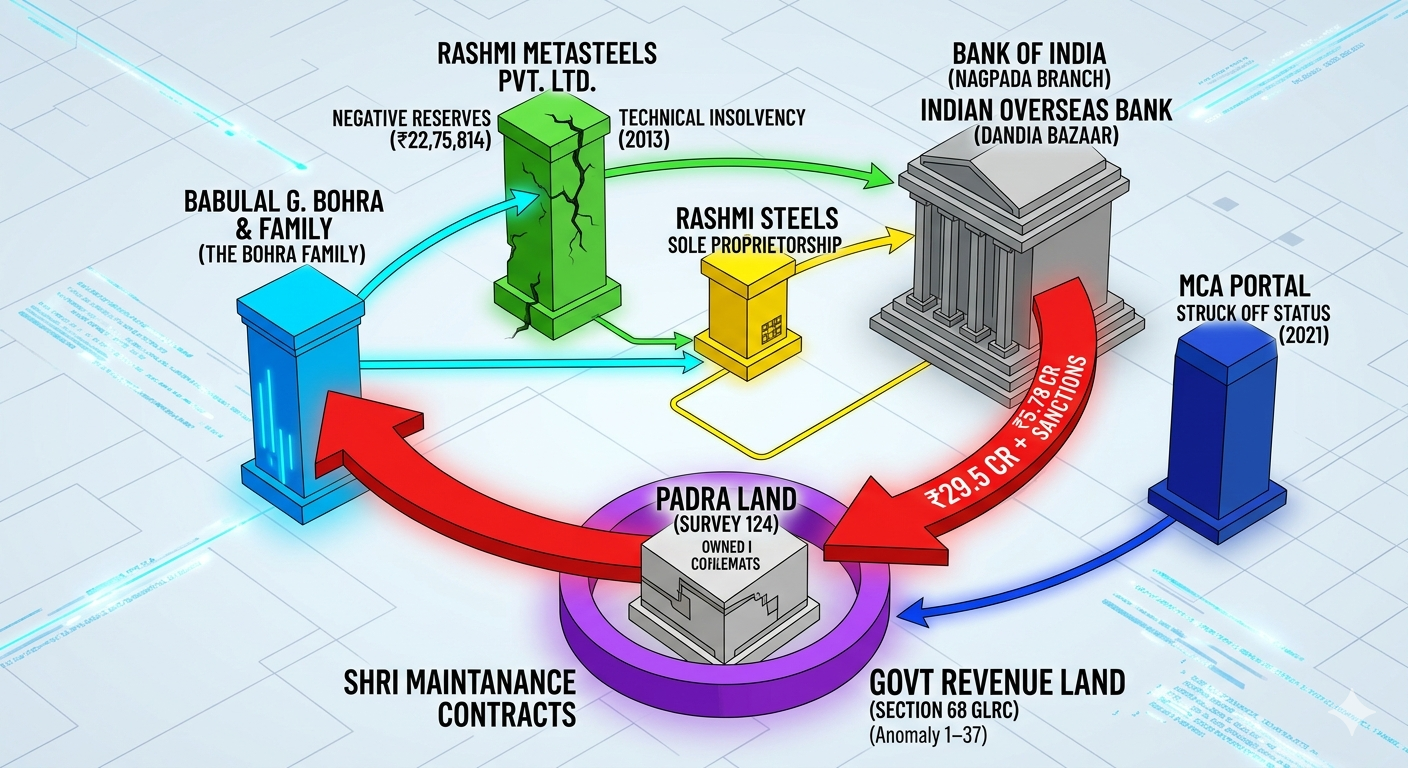 RASHMI METASTEELS
PVT. LTD.
NEGATIVE RESERVES
(₹22,75,814)
TECHNICAL INSOLVENCY
(2013)
BANK OF INDIA
(NAGPADA BRANCH)
INDIAN OVERSEAS BANK
(DANDIA BAZAAR)
BABULAL G. BOHRA
& FAMILY
(THE BOHRA FAMILY)
RASHMI STEELS
SOLE PROPRIETORSHIP
MCA PORTAL
STRUCK OFF STATUS
(2021)
₹29.5 CR + ₹5.78 CR
SANCTIONS
PADRA LAND
(SURVEY 124)
OWNED I
SHRI MAINTANANCE
CONTRACTS
GOVT REVENUE LAND
(SECTION 68 GLRC)
(Anomaly 1–37)